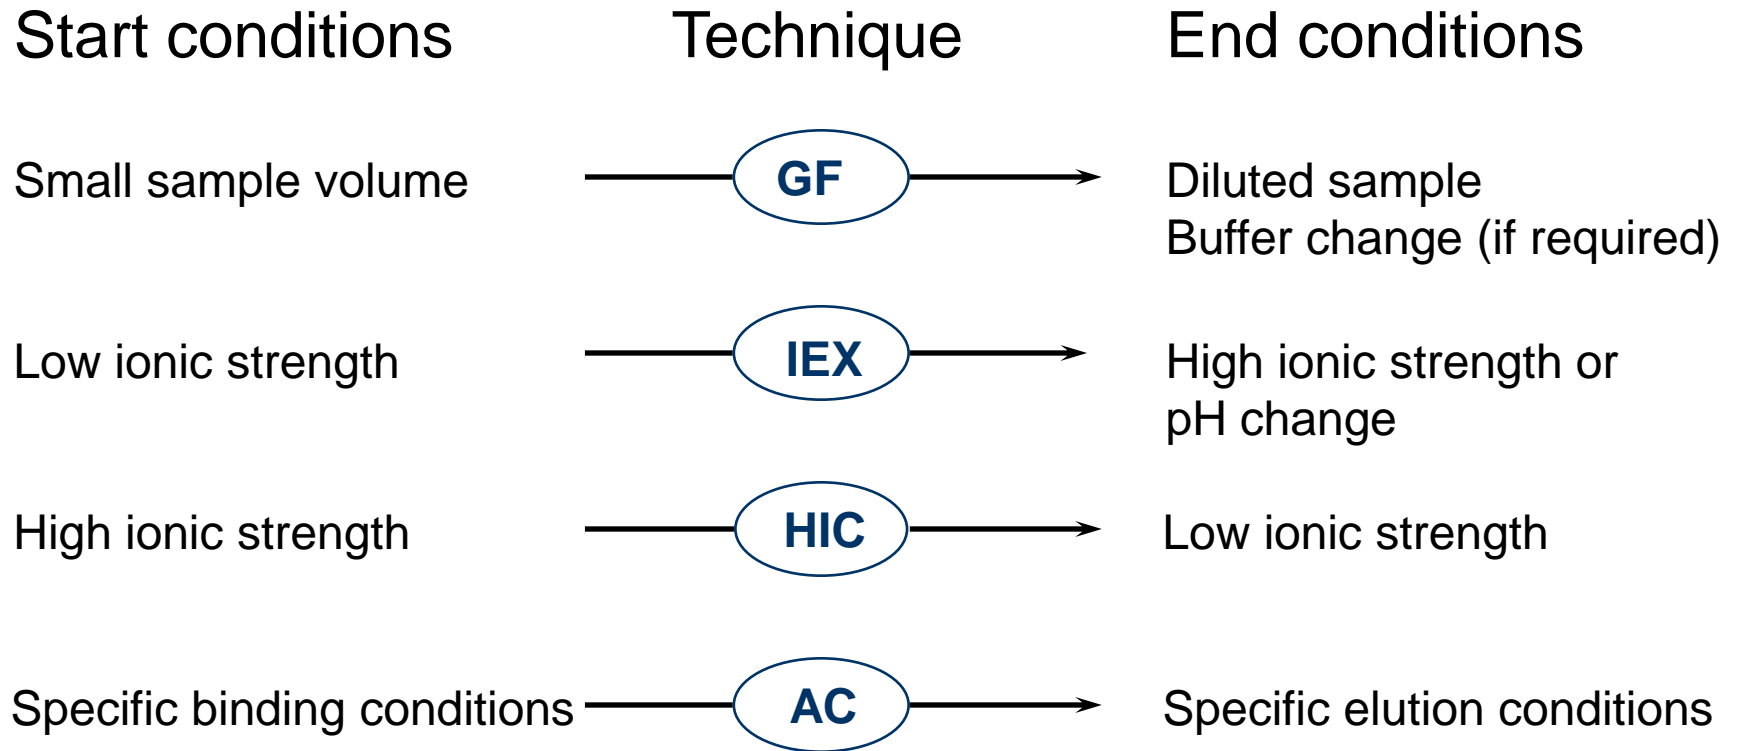 Start conditions Technique End conditions
Small sample volume GF Diluted sample
Buffer change (if required)
Low ionic strength IEX High ionic strength or
pH change
High ionic strength HIC Low ionic strength
Specific binding conditions AC Specific elution conditions